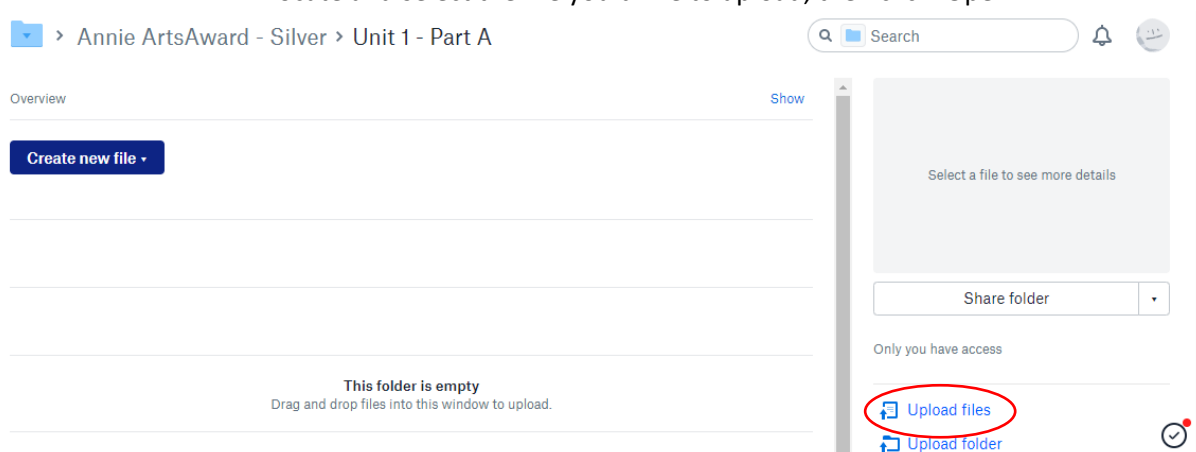 Annie ArtsAward - Silver > Unit 1 - Part A
Search
Overview
Show
Create new file
Select a file to see more details
Share folder
Only you have access
This folder is empty
Drag and drop files into this window to upload.
Upload files
Upload folder